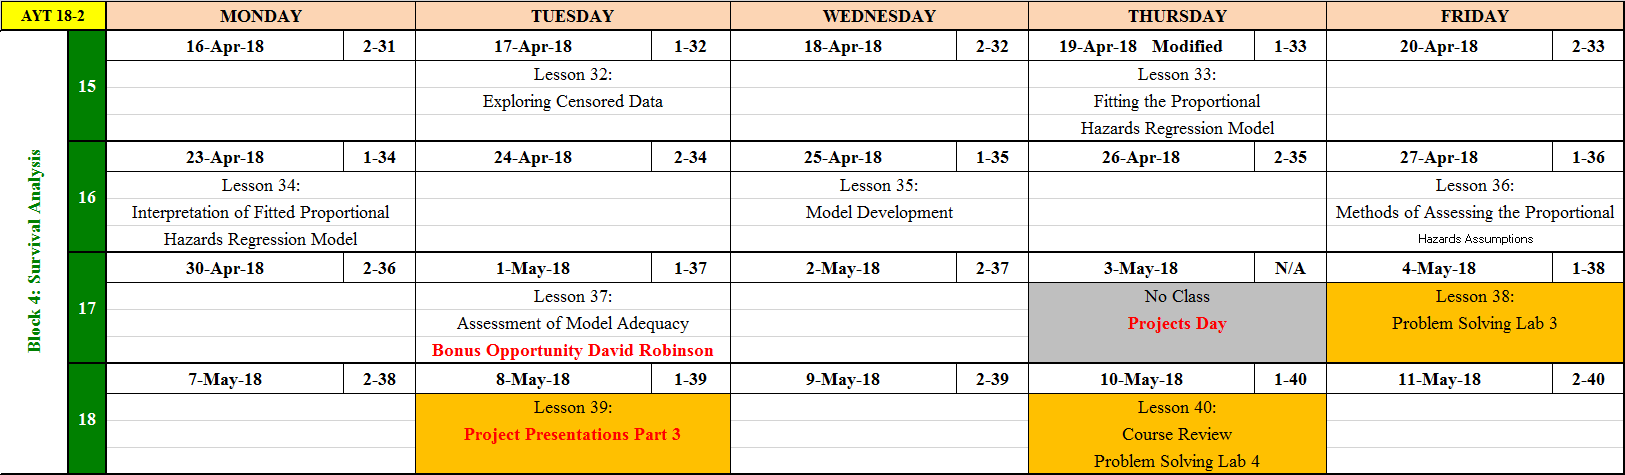 AYT 18-2 MONDAY TUESDAY WEDNESDAY THURSDAY FRIDAY
Block 4: Survival Analysis
15
16-Apr-18 2-31 17-Apr-18 1-32 18-Apr-18 2-32 19-Apr-18 Modified 1-33 20-Apr-18 2-33
Lesson 32: Lesson 33:
Exploring Censored Data Fitting the Proportional
Hazards Regression Model
16
23-Apr-18 1-34 24-Apr-18 2-34 25-Apr-18 1-35 26-Apr-18 2-35 27-Apr-18 1-36
Lesson 34: Lesson 35: Lesson 36:
Interpretation of Fitted Proportional Model Development Methods of Assessing the Proportional
Hazards Regression Model Hazards Assumptions
17
30-Apr-18 2-36 1-May-18 1-37 2-May-18 2-37 3-May-18 N/A 4-May-18 1-38
Lesson 37: No Class Lesson 38:
Assessment of Model Adequacy Projects Day Problem Solving Lab 3
Bonus Opportunity David Robinson
18
7-May-18 2-38 8-May-18 1-39 9-May-18 2-39 10-May-18 1-40 11-May-18 2-40
Lesson 39: Lesson 40:
Project Presentations Part 3 Course Review
Problem Solving Lab 4